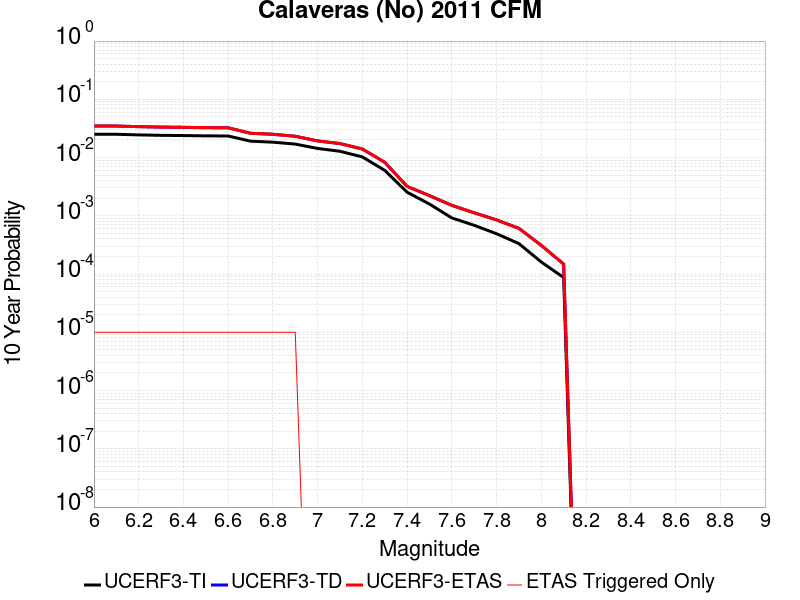 Calaveras (No) 2011 CFM
10 Year Probability
10^0
10^-1
10^-2
10^-3
10^-4
10^-5
10^-6
10^-7
10^-8
6 6.2 6.4 6.6 6.8 7 7.2 7.4 7.6 7.8 8 8.2 8.4 8.6 8.8 9
Magnitude
UCERF3-TI UCERF3-TD UCERF3-ETAS ETAS Triggered Only